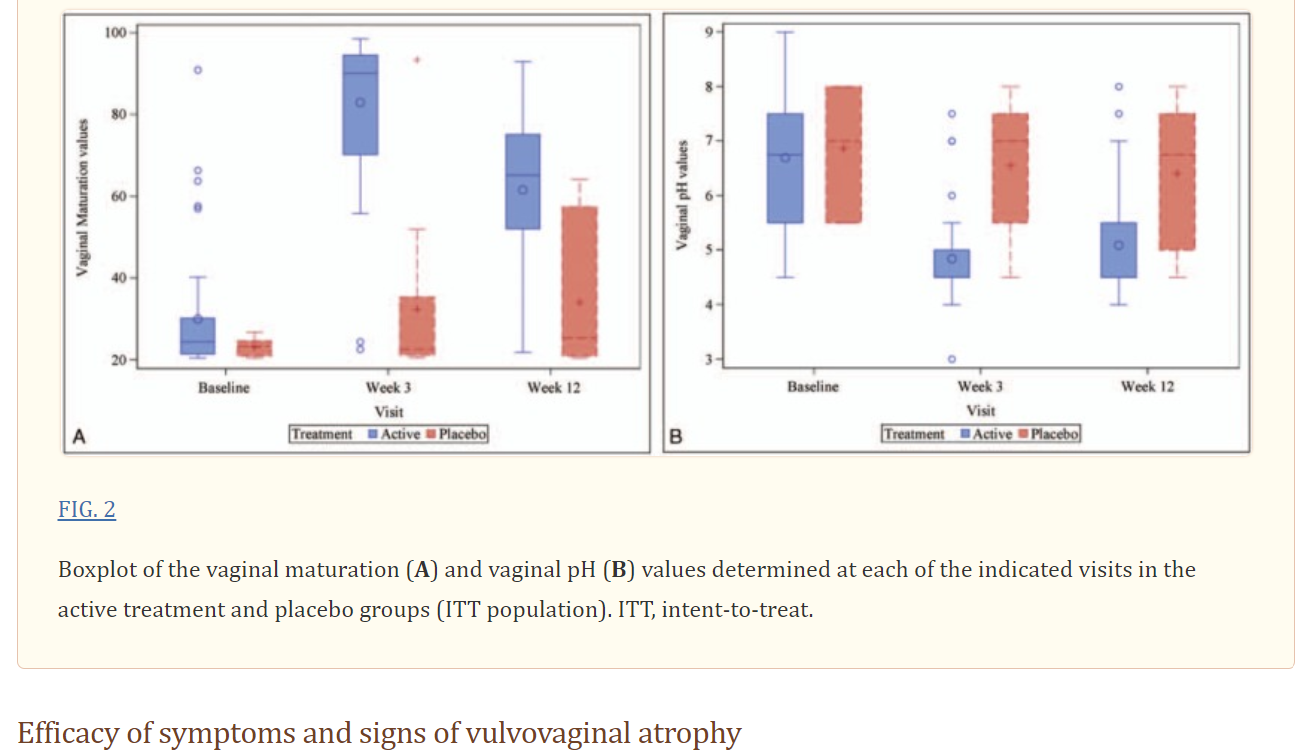 100
80
60
40
20
Vaginal Maturation values
Baseline
Week 3
Week 12
Visit
Treatment Active Placebo
A
9
8
7
6
5
4
3
Vaginal pH values
Baseline
Week 3
Week 12
Visit
Treatment Active Placebo
B
FIG. 2
Boxplot of the vaginal maturation (A) and vaginal pH (B) values determined at each of the indicated visits in the
active treatment and placebo groups (ITT population). ITT, intent-to-treat.
Efficacy of symptoms and signs of vulvovaginal atrophy